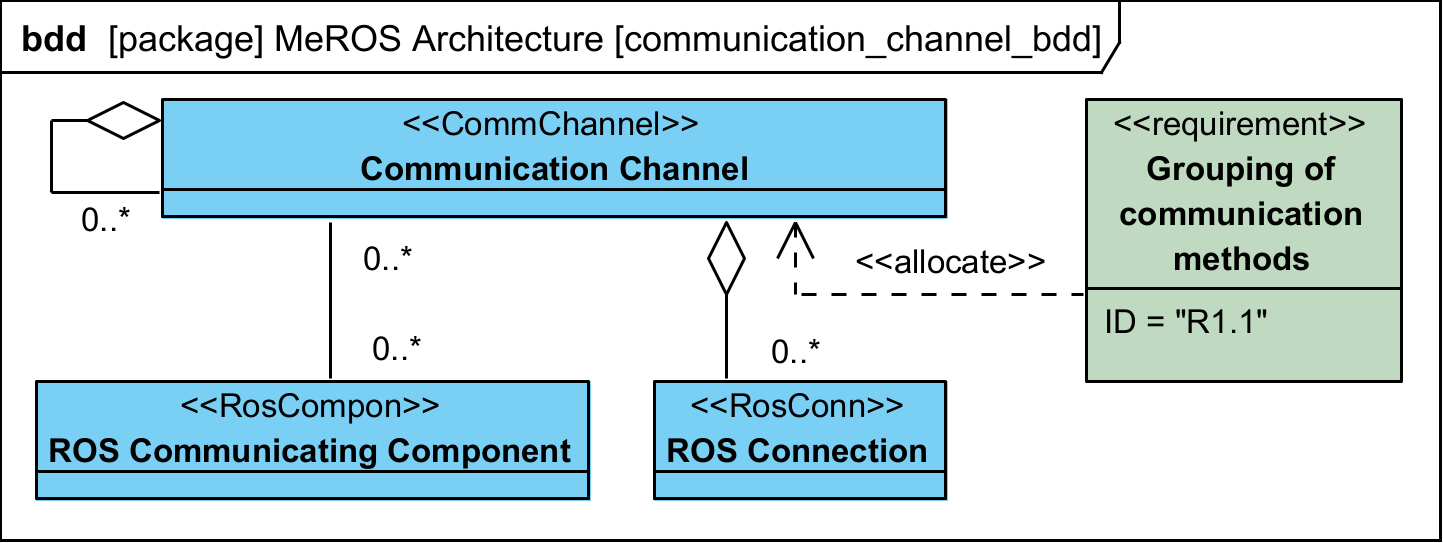 bdd [package] MeROS Architecture [communication_channel_bdd]
<<CommChannel>>
Communication Channel
0..*
0..*
0..*
0..*
<<allocate>>
<<requirement>>
Grouping of
communication
methods
ID = "R1.1"
<<RosCompon>>
ROS Communicating Component
<<RosConn>>
ROS Connection